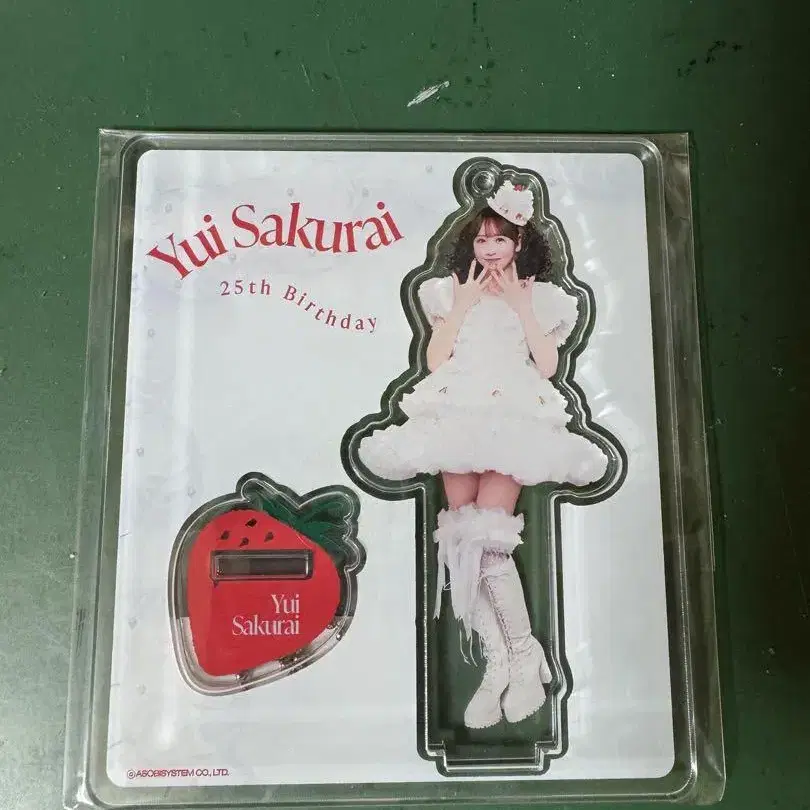 Yui Sakurai
25th Birthday
Yui
Sakurai
©ASOBISYSTEM CO., LTD.